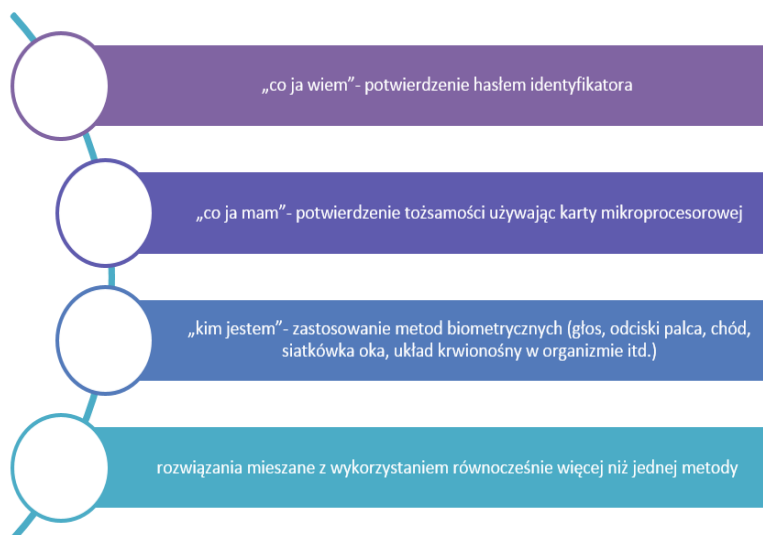 „co ja wiem”- potwierdzenie hasłem identyfikatora
„co ja mam”- potwierdzenie tożsamości używając karty mikroprocesorowej
„kim jestem”- zastosowanie metod biometrycznych (głos, odciski palca, chód,
siatkówka oka, układ krwionośny w organizmie itd.)
rozwiązania mieszane z wykorzystaniem równocześnie więcej niż jednej metody